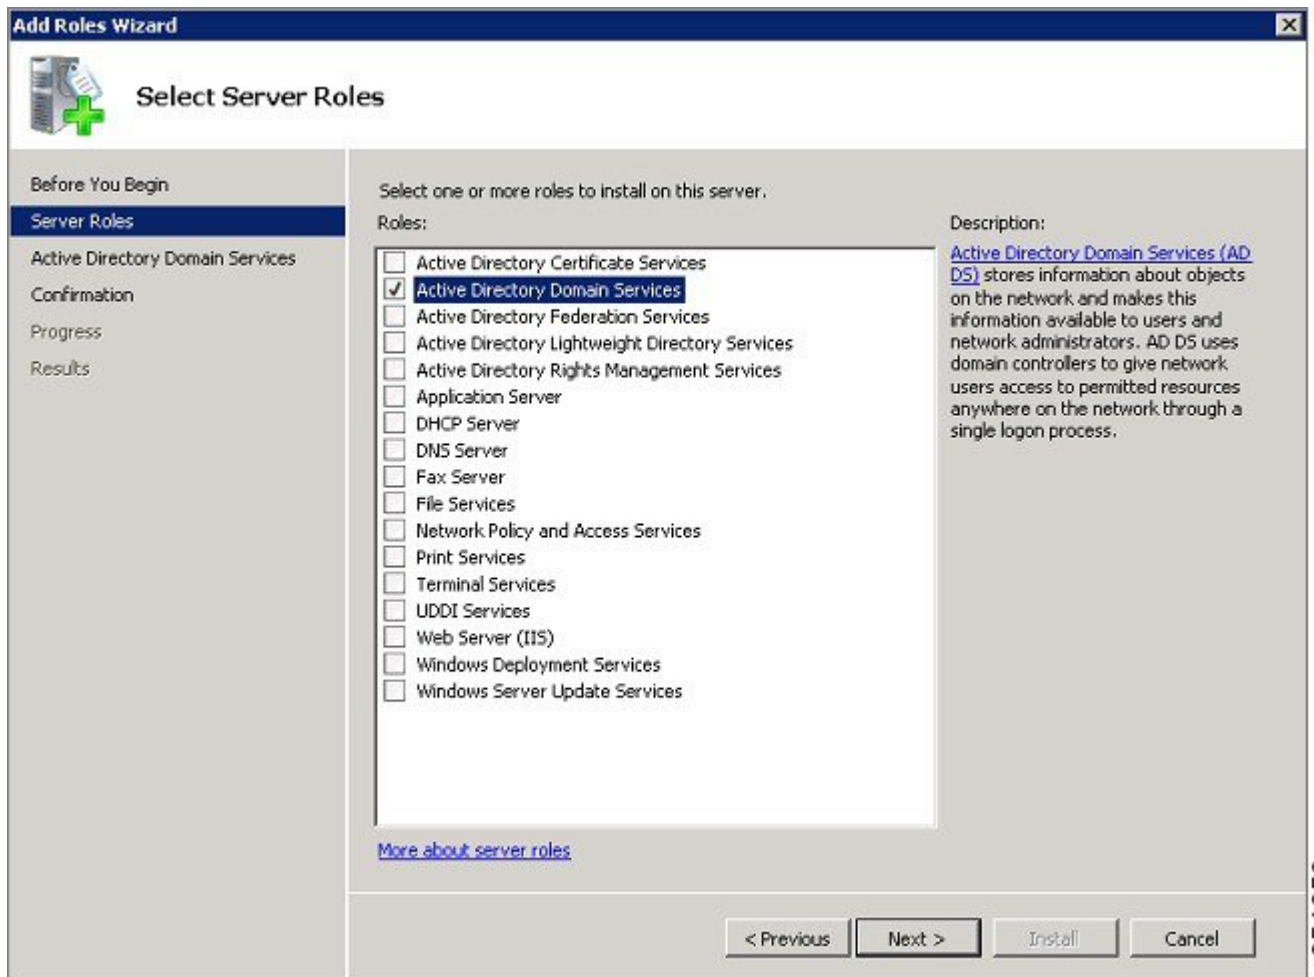 Add Roles Wizard
Select Server Roles
Before You Begin
Server Roles
Active Directory Domain Services
Confirmation
Progress
Results
Select one or more roles to install on this server.
Roles:
Active Directory Certificate Services
Active Directory Domain Services
Active Directory Federation Services
Active Directory Lightweight Directory Services
Active Directory Rights Management Services
Application Server
DHCP Server
DNS Server
Fax Server
File Services
Network Policy and Access Services
Print Services
Terminal Services
UDDI Services
Web Server (IIS)
Windows Deployment Services
Windows Server Update Services
More about server roles
Description:
Active Directory Domain Services (AD
DS) stores information about objects
on the network and makes this
information available to users and
network administrators. AD DS uses
domain controllers to give network
users access to permitted resources
anywhere on the network through a
single logon process.
< Previous
Next >
Install
Cancel